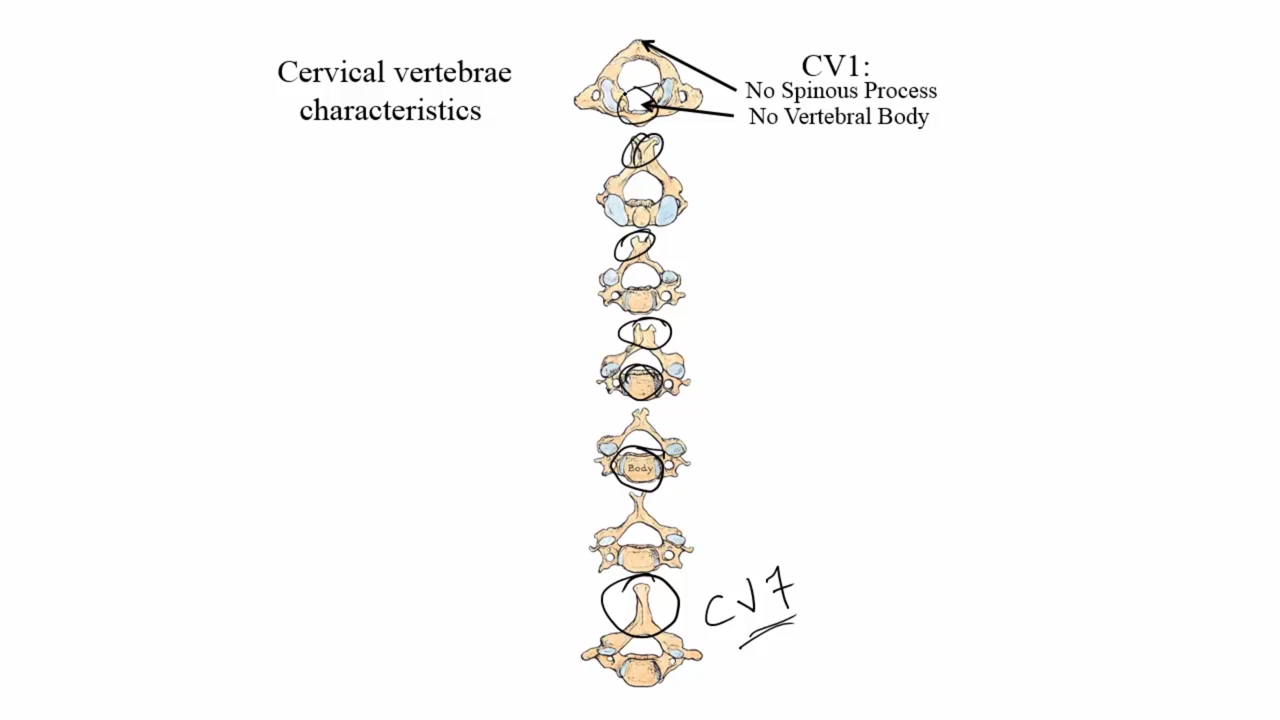 Cervical vertebrae
characteristics
CV1:
No Spinous Process
No Vertebral Body
Body
CV7